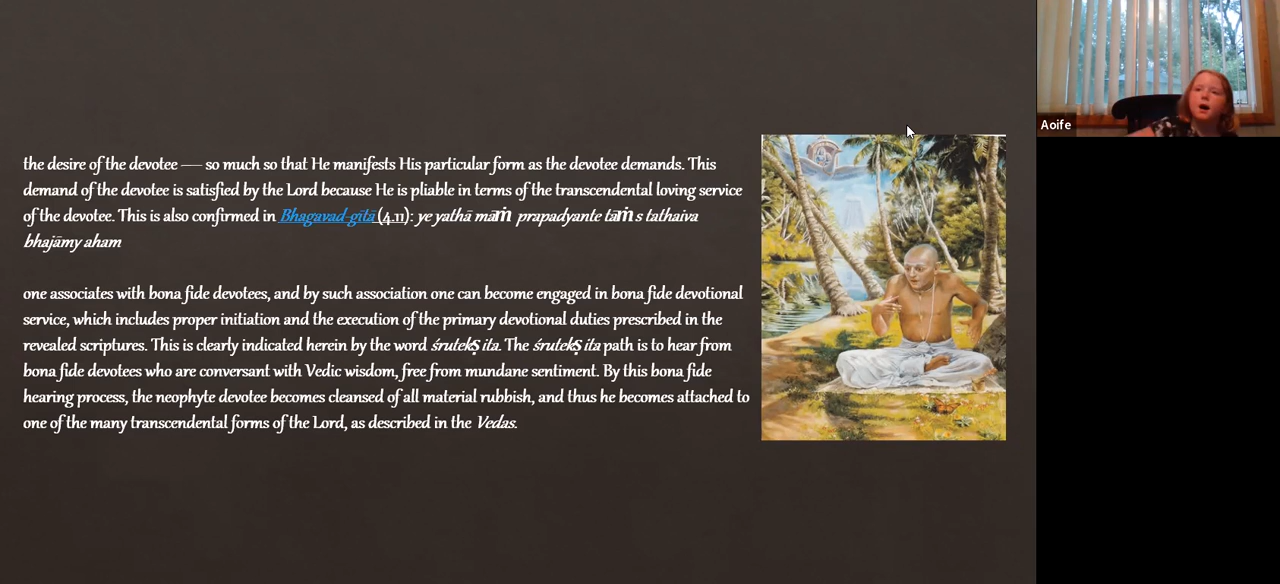 the desire of the devotee — so much so that He manifests His particular form as the devotee demands. This
demand of the devotee is satisfied by the Lord because He is pliable in terms of the transcendental loving service
of the devotee. This is also confirmed in Bhagavad-gītā (4.11): ye yathā māṁ prapadyante tāṁs tathaiva
bhajāmy aham
one associates with bona fide devotees, and by such association one can become engaged in bona fide devotional
service, which includes proper initiation and the execution of the primary devotional duties prescribed in the
revealed scriptures. This is clearly indicated herein by the word śrutekṣita. The śrutekṣita path is to hear from
bona fide devotees who are conversant with Vedic wisdom, free from mundane sentiment. By this bona fide
hearing process, the neophyte devotee becomes cleansed of all material rubbish, and thus he becomes attached to
one of the many transcendental forms of the Lord, as described in the Vedas.
Aoife